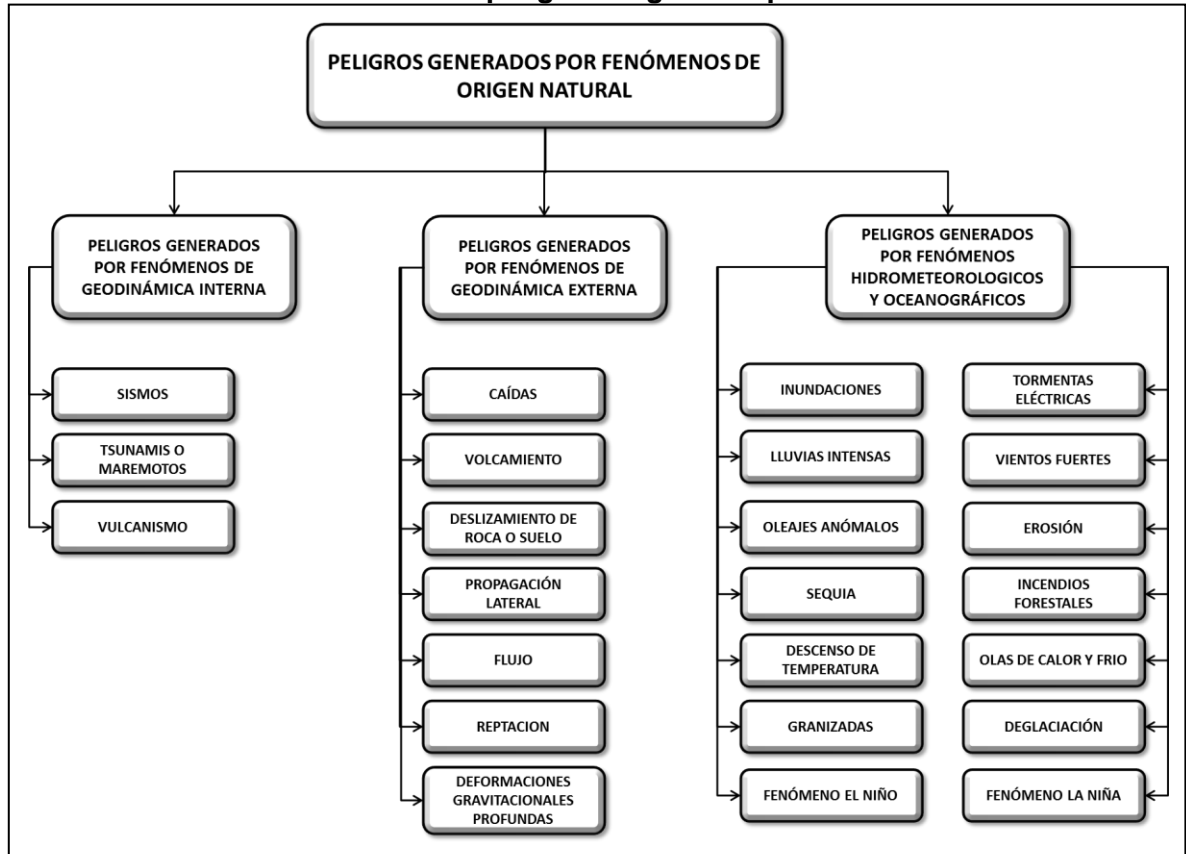 PELIGROS GENERADOS POR FENÓMENOS DE
ORIGEN NATURAL
PELIGROS GENERADOS
POR FENÓMENOS DE
GEODINÁMICA INTERNA
SISMOS
TSUNAMIS O
MAREMOTOS
VULCANISMO
PELIGROS GENERADOS
POR FENÓMENOS DE
GEODINÁMICA EXTERNA
CAÍDAS
VOLCAMIENTO
DESLIZAMIENTO DE
ROCA O SUELO
PROPAGACIÓN
LATERAL
FLUJO
REPTACION
DEFORMACIONES
GRAVITACIONALES
PROFUNDAS
PELIGROS GENERADOS
POR FENÓMENOS
HIDROMETEOROLOGICOS
Y OCEANOGRÁFICOS
INUNDACIONES
LLUVIAS INTENSAS
OLEAJES ANÓMALOS
SEQUIA
DESCENSO DE
TEMPERATURA
GRANIZADAS
FENÓMENO EL NIÑO
TORMENTAS
ELÉCTRICAS
VIENTOS FUERTES
EROSIÓN
INCENDIOS
FORESTALES
OLAS DE CALOR Y FRIO
DEGLACIACIÓN
FENÓMENO LA NIÑA